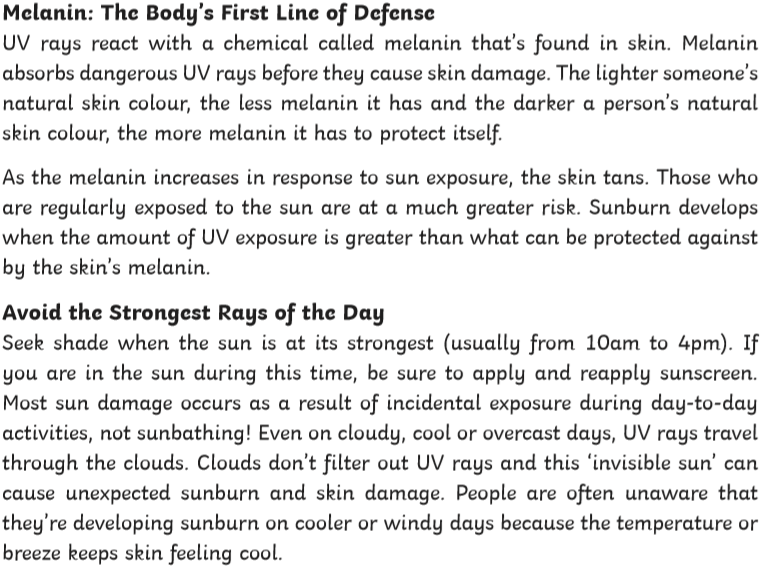 Melanin: The Body's First Line of Defense
UV rays react with a chemical called melanin that's found in skin. Melanin
absorbs dangerous UV rays before they cause skin damage. The lighter someone's
natural skin colour, the less melanin it has and the darker a person's natural
skin colour, the more melanin it has to protect itself.
As the melanin increases in response to sun exposure, the skin tans. Those who
are regularly exposed to the sun are at a much greater risk. Sunburn develops
when the amount of UV exposure is greater than what can be protected against
by the skin's melanin.
Avoid the Strongest Rays of the Day
Seek shade when the sun is at its strongest (usually from 10am to 4pm). If
you are in the sun during this time, be sure to apply and reapply sunscreen.
Most sun damage occurs as a result of incidental exposure during day-to-day
activities, not sunbathing! Even on cloudy, cool or overcast days, UV rays travel
through the clouds. Clouds don't filter out UV rays and this ‘invisible sun’ can
cause unexpected sunburn and skin damage. People are often unaware that
they're developing sunburn on cooler or windy days because the temperature or
breeze keeps skin feeling cool.